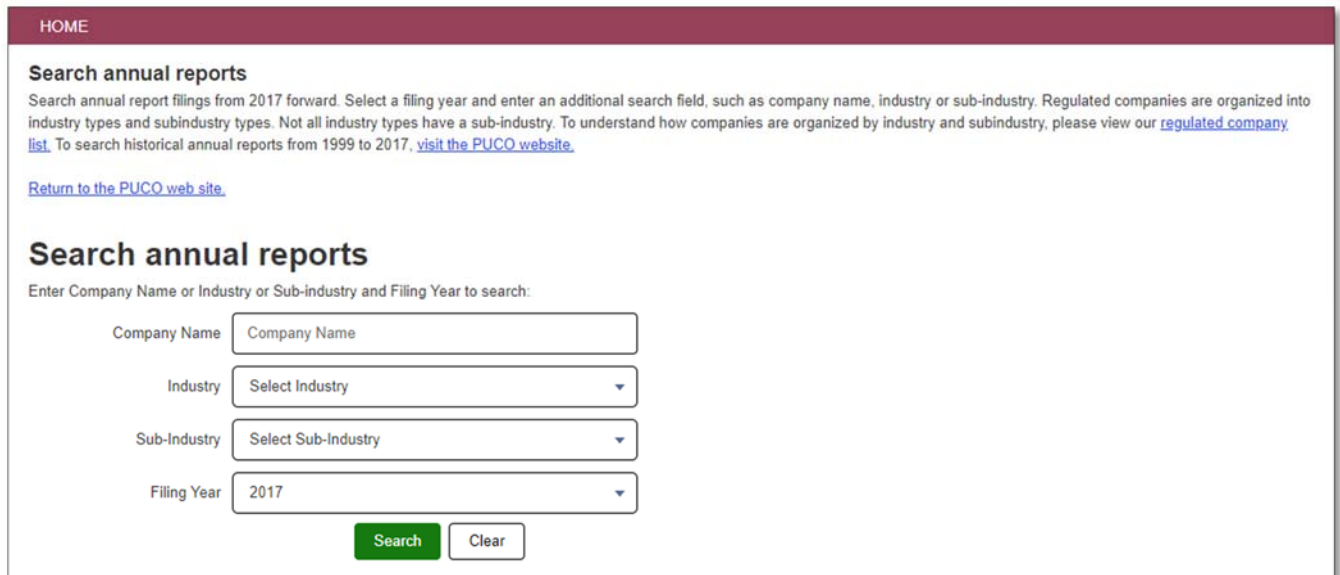 HOME
Search annual reports
Search annual report filings from 2017 forward. Select a filing year and enter an additional search field, such as company name, industry or sub-industry. Regulated companies are organized into
industry types and subindustry types. Not all industry types have a sub-industry. To understand how companies are organized by industry and subindustry, please view our regulated company
list. To search historical annual reports from 1999 to 2017, visit the PUCO website.
Return to the PUCO web site.
Search annual reports
Enter Company Name or Industry or Sub-industry and Filing Year to search:
Company Name Company Name
Industry Select Industry
Sub-Industry Select Sub-Industry
Filing Year 2017
Search Clear